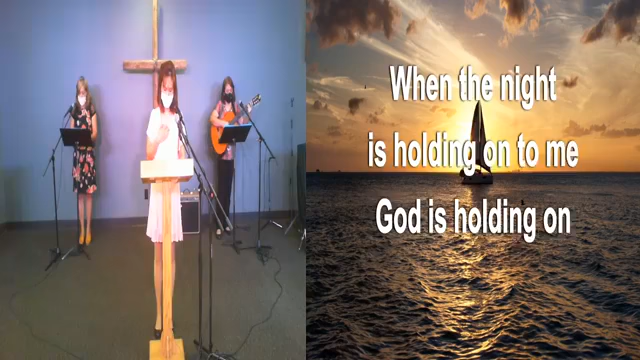 When the night
is holding on to me
God is holding on